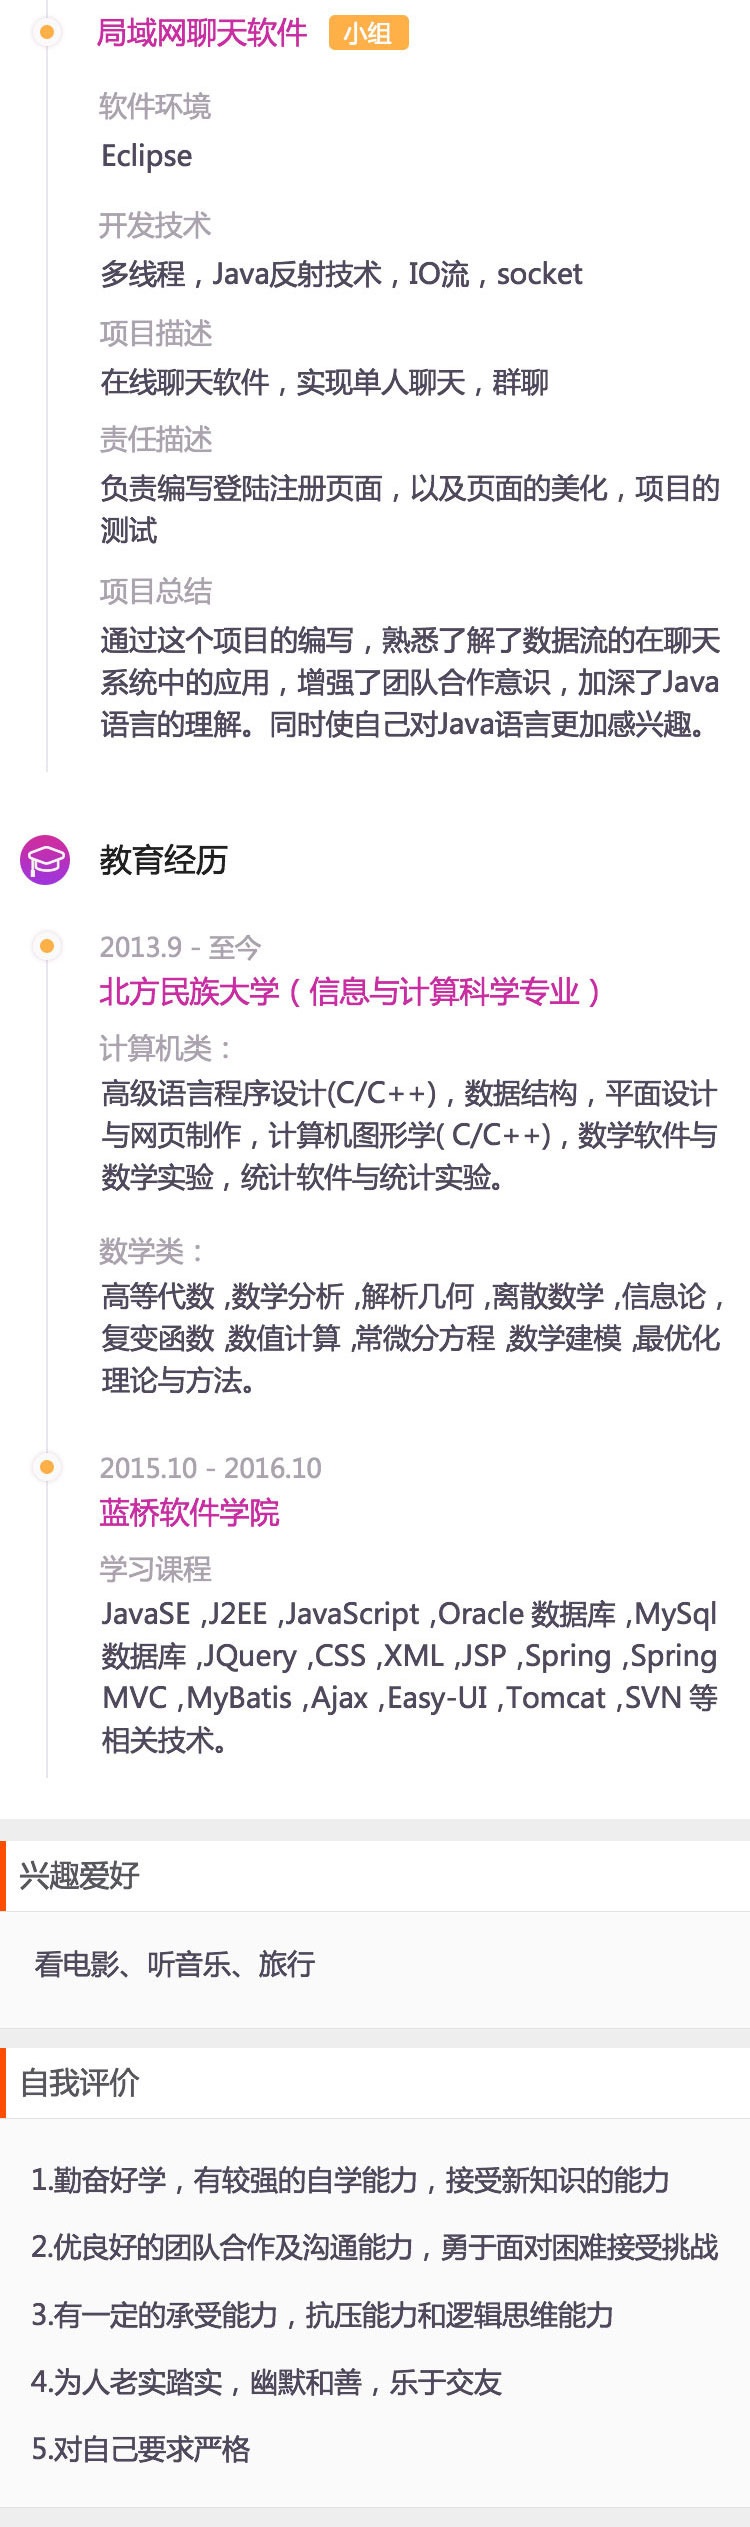 局域网聊天软件 小组
软件环境
Eclipse
开发技术
多线程，Java反射技术，IO流，socket
项目描述
在线聊天软件，实现单人聊天，群聊
责任描述
负责编写登陆注册页面，以及页面的美化，项目的
测试
项目总结
通过这个项目的编写，熟悉了解了数据流的在聊天
系统中的应用，增强了团队合作意识，加深了Java
语言的理解。同时使自己对Java语言更加感兴趣。
教育经历
2013.9 - 至今
北方民族大学（信息与计算科学专业）
计算机类：
高级语言程序设计(C/C++)，数据结构，平面设计
与网页制作，计算机图形学( C/C++)，数学软件与
数学实验，统计软件与统计实验。
数学类：
高等代数 ,数学分析 ,解析几何 ,离散数学 ,信息论，
复变函数 ,数值计算 ,常微分方程 ,数学建模 ,最优化
理论与方法。
2015.10 - 2016.10
蓝桥软件学院
学习课程
JavaSE ,J2EE ,JavaScript ,Oracle 数据库 ,MySql
数据库 ,JQuery ,CSS ,XML ,JSP ,Spring ,Spring
MVC ,MyBatis ,Ajax ,Easy-UI ,Tomcat ,SVN 等
相关技术。
兴趣爱好
看电影、听音乐、旅行
自我评价
1.勤奋好学，有较强的自学能力，接受新知识的能力
2.优良好的团队合作及沟通能力，勇于面对困难接受挑战
3.有一定的承受能力，抗压能力和逻辑思维能力
4.为人老实踏实，幽默和善，乐于交友
5.对自己要求严格